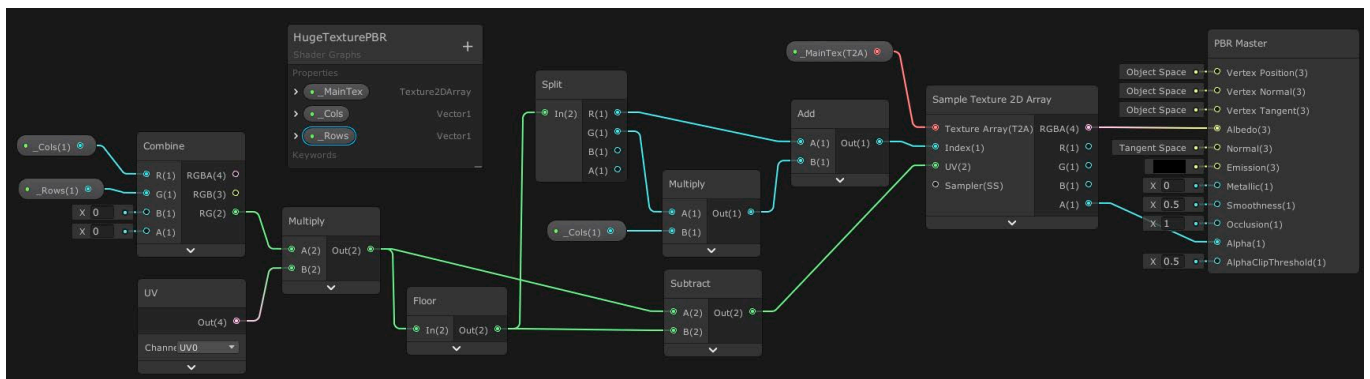 HugeTexturePBR
Shader Graphs
Properties
_MainTex Texture2DArray
_Cols Vector1
_Rows Vector1
Keywords
_Cols(1)
_Rows(1)
X 0
X 0
Combine
R(1) RGBA(4)
G(1) RGB(3)
B(1) RG(2)
A(1)
UV
Out(4)
Channe UV0
Multiply
A(2) Out(2)
B(2)
Floor
In(2) Out(2)
Split
In(2) R(1)
G(1)
B(1)
A(1)
_Cols(1)
Multiply
A(1) Out(1)
B(1)
Subtract
A(2) Out(2)
B(2)
Add
A(1) Out(1)
B(1)
_MainTex(T2A)
Sample Texture 2D Array
Texture Array(T2A) RGBA(4)
Index(1) R(1)
UV(2) G(1)
Sampler(SS) B(1)
A(1)
PBR Master
Object Space Vertex Position(3)
Object Space Vertex Normal(3)
Object Space Vertex Tangent(3)
Albedo(3)
Tangent Space Normal(3)
Emission(3)
X 0 Metallic(1)
X 0.5 Smoothness(1)
X 1 Occlusion(1)
Alpha(1)
X 0.5 AlphaClipThreshold(1)